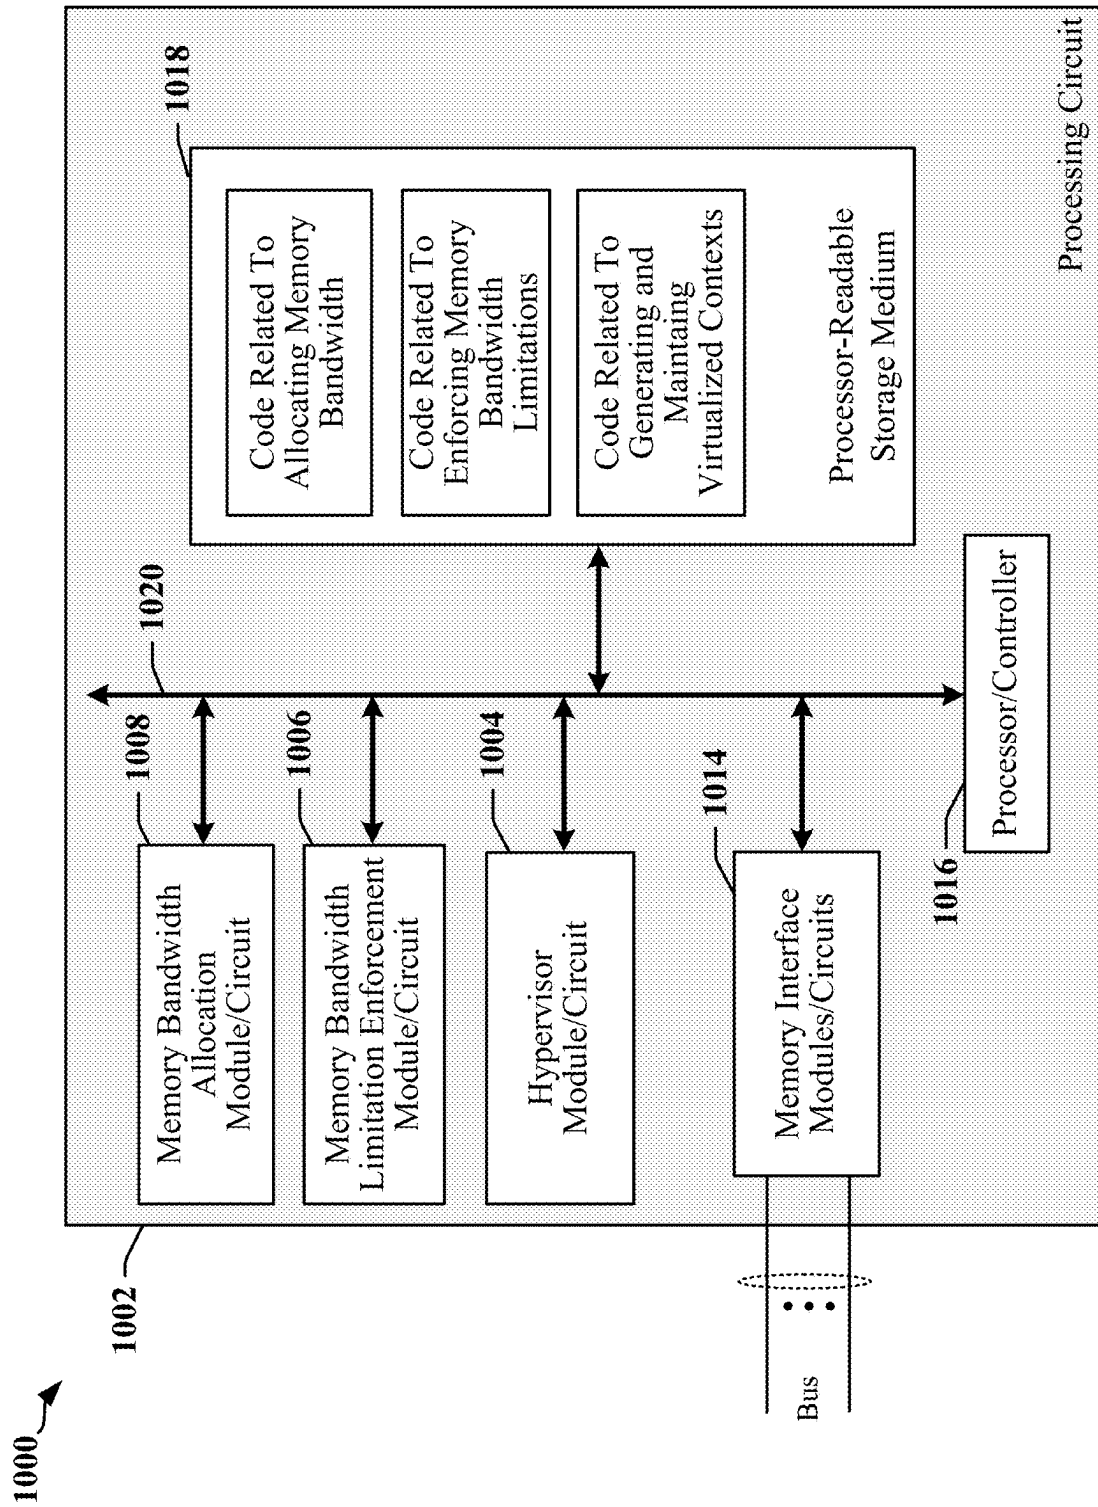 1000
1002
Processing Circuit
1008
Memory Bandwidth
Allocation
Module/Circuit
1006
Memory Bandwidth
Limitation Enforcement
Module/Circuit
1004
Hypervisor
Module/Circuit
1014
Memory Interface
Modules/Circuits
Bus
1020
1018
Code Related To
Allocating Memory
Bandwidth
Code Related To
Enforcing Memory
Bandwidth
Limitations
Code Related To
Generating and
Maintaing
Virtualized Contexts
Processor-Readable
Storage Medium
1016
Processor/Controller